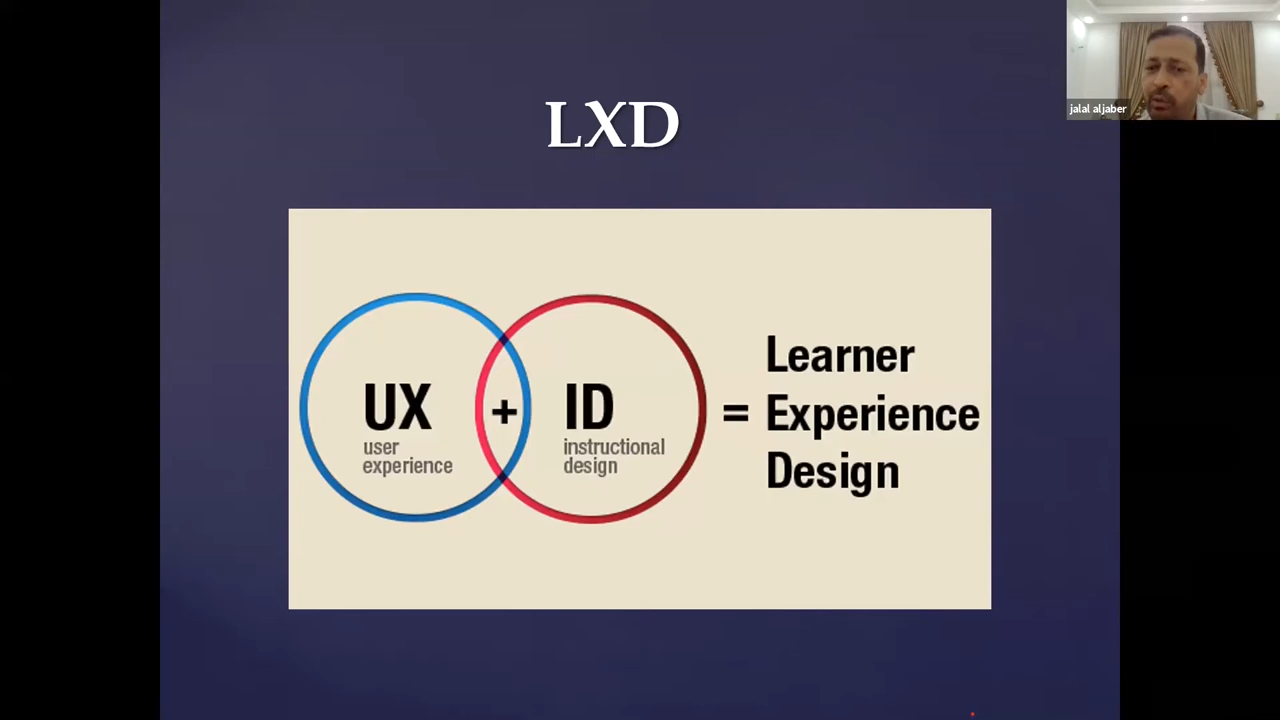 LXD
jalal aljaber
UX
user
experience
+
ID
instructional
design
=
Learner
Experience
Design